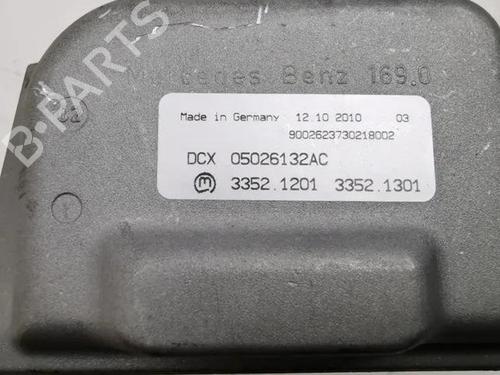 B-PARTS
Mercedes Benz 169.0
Made in Germany 12.10 2010 03
9002623730218002
DCX 05026132AC
3352.1201 3352.1301